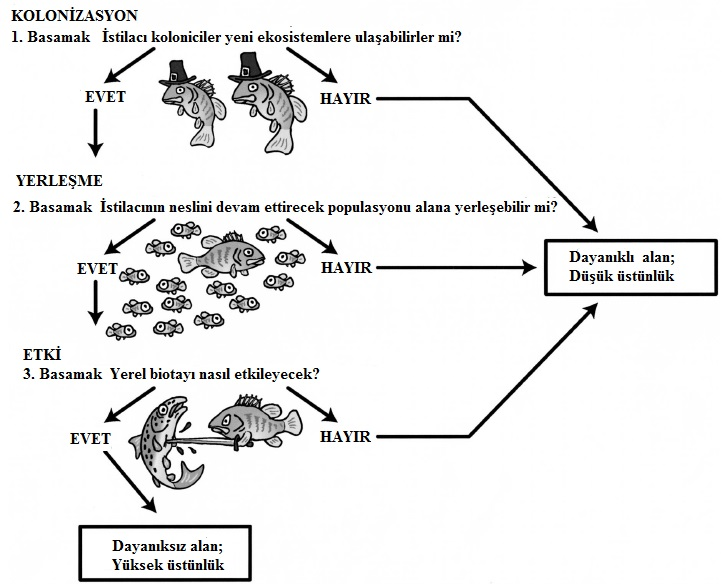 KOLONİZASYON
1. Basamak İstilacı koloniciler yeni ekosistemlere ulaşabilirler mi?
EVET
HAYIR
YERLEŞME
2. Basamak İstilacının neslini devam ettirecek populasyonu alana yerleşebilir mi?
EVET
HAYIR
Dayanıklı alan;
Düşük üstünlük
ETKİ
3. Basamak Yerel biotayı nasıl etkileyecek?
EVET
HAYIR
Dayanıksız alan;
Yüksek üstünlük